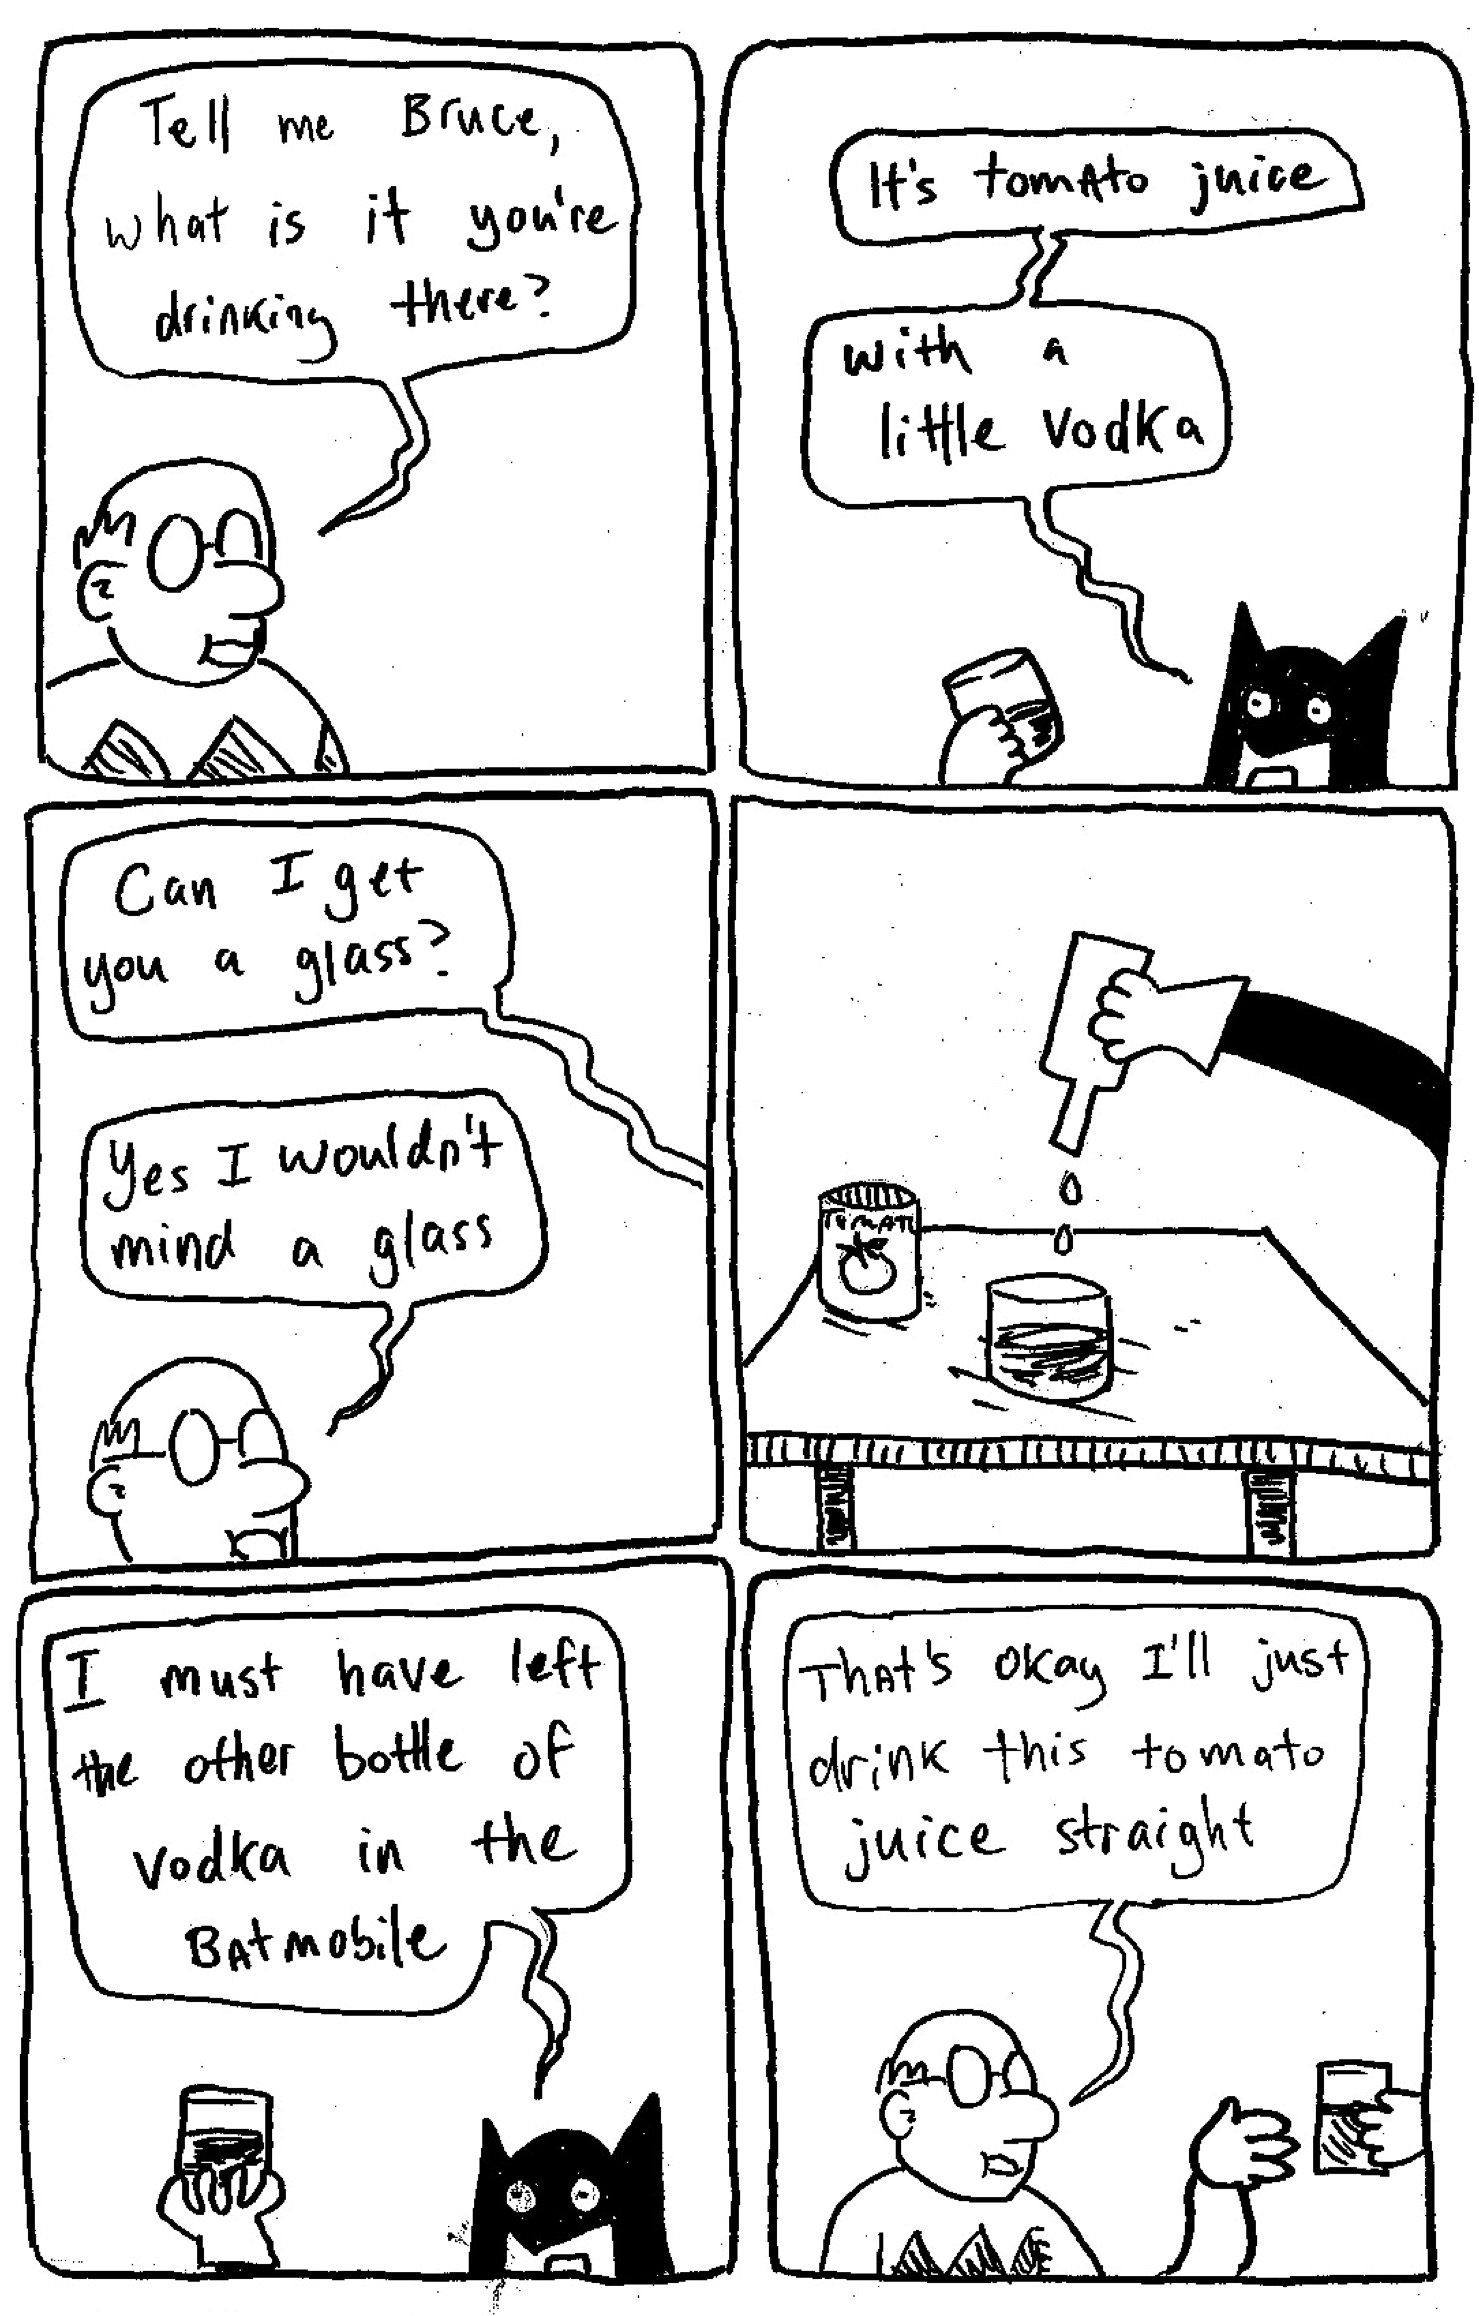 Tell me Bruce,
what is it you're
drinking there?
It's tomAto juice
with a
little vodka
Can I get
you a glass?
Yes I wouldn't
mind a glass
TOMATO
I must have left
the other bottle of
vodka in the
BAtmobile
ThAt's okay I'll just
drink this tomato
juice straight